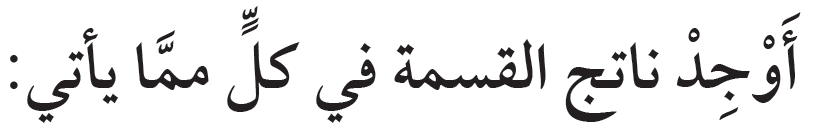 أَوْجِدْ ناتج القسمة في كلٍّ ممَّا يأتي: